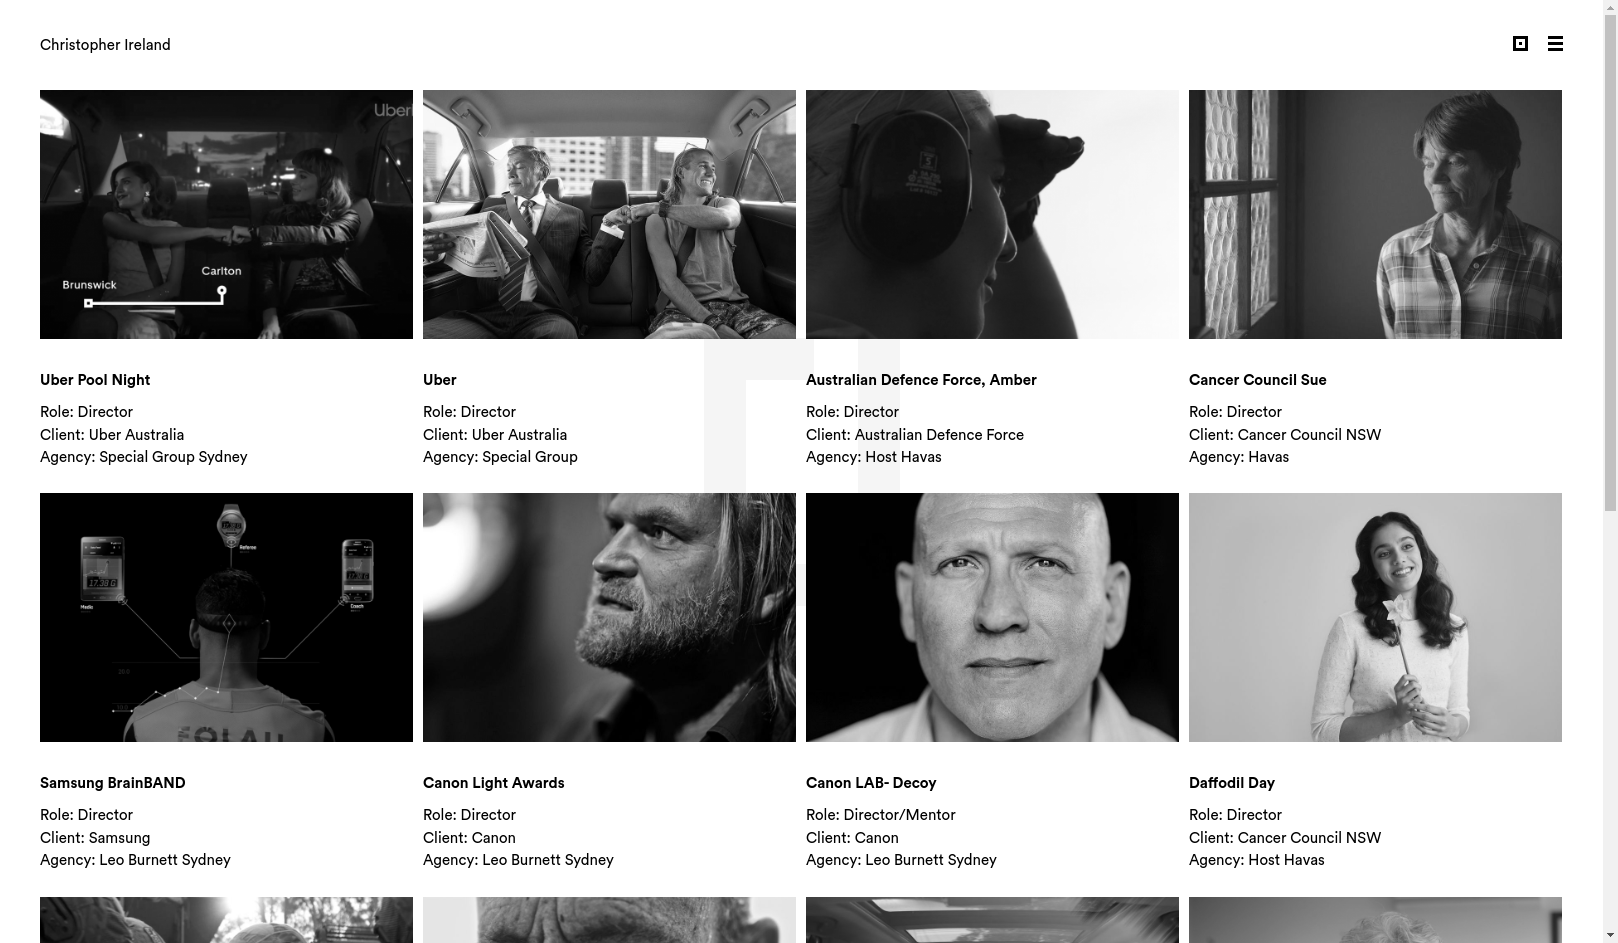 Christopher Ireland
Uber
Brunswick
Carlton
Uber Pool Night
Role: Director
Client: Uber Australia
Agency: Special Group Sydney
Uber
Role: Director
Client: Uber Australia
Agency: Special Group
Australian Defence Force, Amber
Role: Director
Client: Australian Defence Force
Agency: Host Havas
Cancer Council Sue
Role: Director
Client: Cancer Council NSW
Agency: Havas
Referee
Medic
Coach
FOLAU
Samsung BrainBAND
Role: Director
Client: Samsung
Agency: Leo Burnett Sydney
Canon Light Awards
Role: Director
Client: Canon
Agency: Leo Burnett Sydney
Canon LAB- Decoy
Role: Director/Mentor
Client: Canon
Agency: Leo Burnett Sydney
Daffodil Day
Role: Director
Client: Cancer Council NSW
Agency: Host Havas